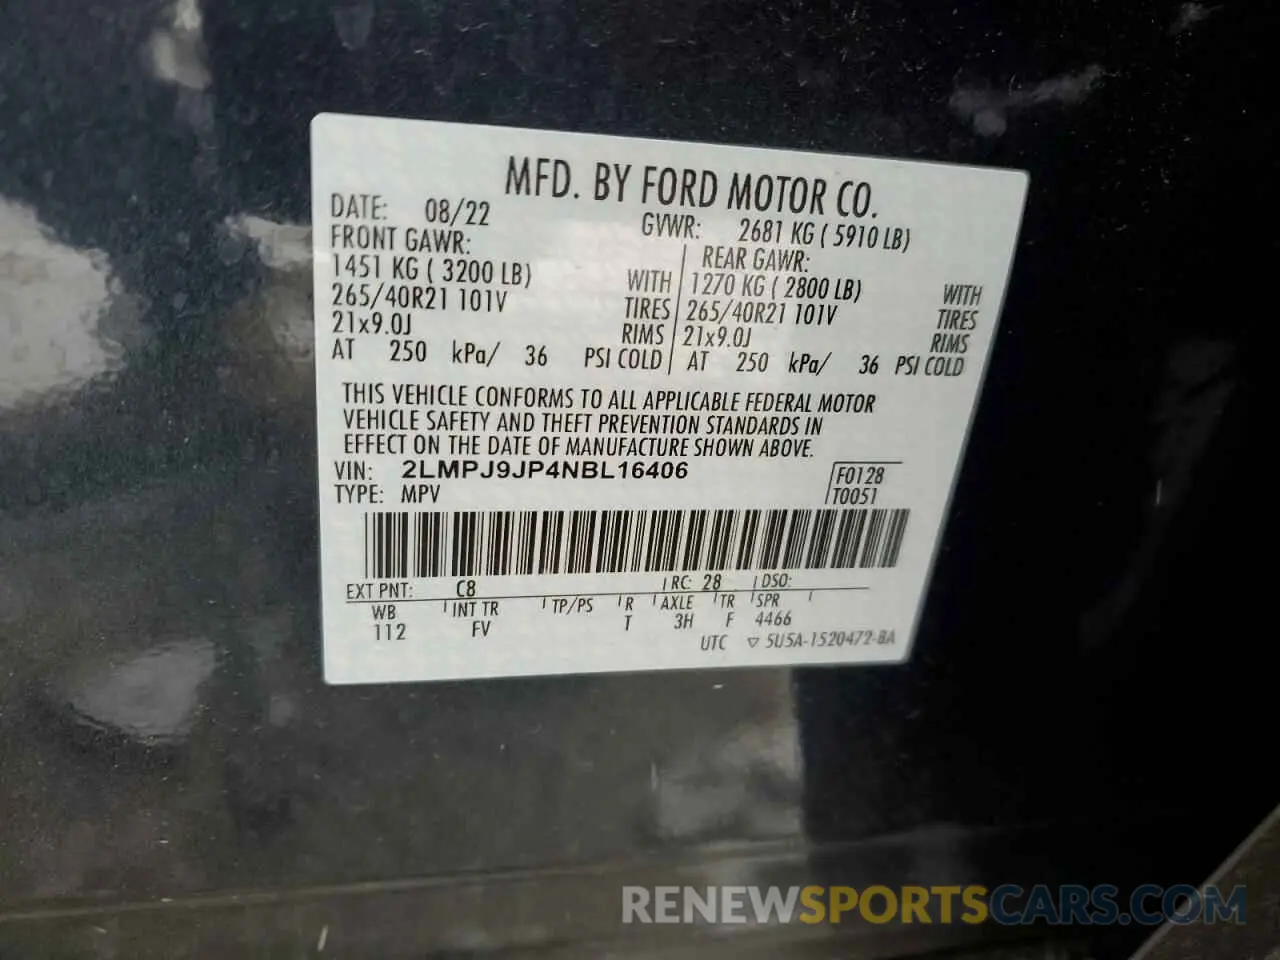 MFD. BY FORD MOTOR CO.
DATE: 08/22 GVWR: 2681 KG ( 5910 LB)
FRONT GAWR: REAR GAWR:
1451 KG ( 3200 LB) WITH 1270 KG ( 2800 LB) WITH
265/40R21 101V TIRES 265/40R21 101V TIRES
21x9.0J RIMS 21x9.0J RIMS
AT 250 kPa/ 36 PSI COLD AT 250 kPa/ 36 PSI COLD
THIS VEHICLE CONFORMS TO ALL APPLICABLE FEDERAL MOTOR
VEHICLE SAFETY AND THEFT PREVENTION STANDARDS IN
EFFECT ON THE DATE OF MANUFACTURE SHOWN ABOVE.
VIN: 2LMPJ9JP4NBL16406 F0128
TYPE: MPV T0051
EXT PNT: C8 RC: 28 DSO:
WB INT TR TP/PS R AXLE TR SPR
112 FV T 3H F 4466
UTC ▽ 5U5A-1520472-BA
RENEWSPORTSCARS.COM